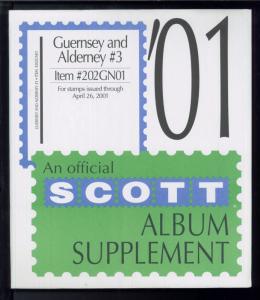 Guernsey and
Alderney #3
Item #202GN01
For stamps issued through
April 26, 2001
'01
An official
SCOTT
ALBUM
SUPPLEMENT